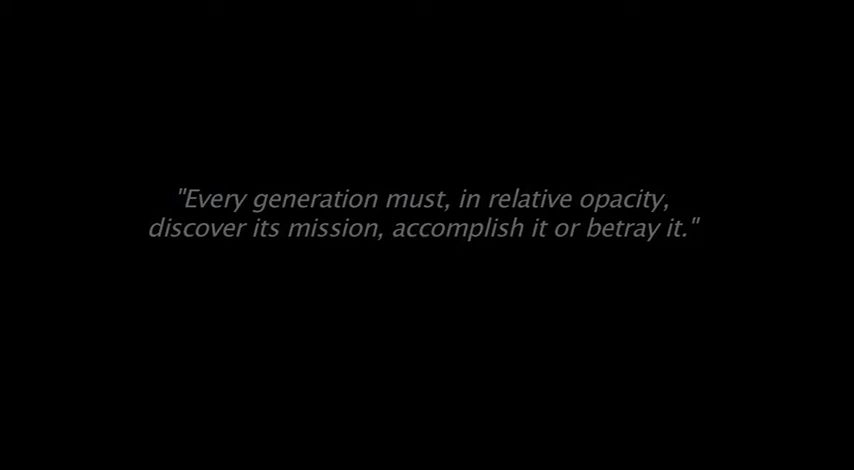 "Every generation must, in relative opacity,
discover its mission, accomplish it or betray it."